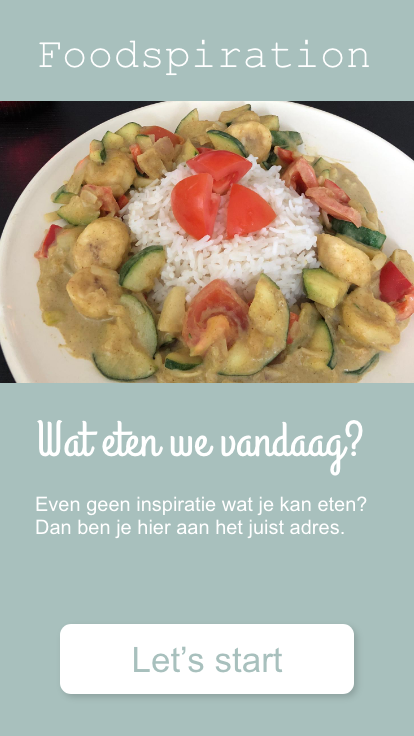 Foodspiration
Wat eten we vandaag?
Even geen inspiratie wat je kan eten?
Dan ben je hier aan het juist adres.
Let’s start